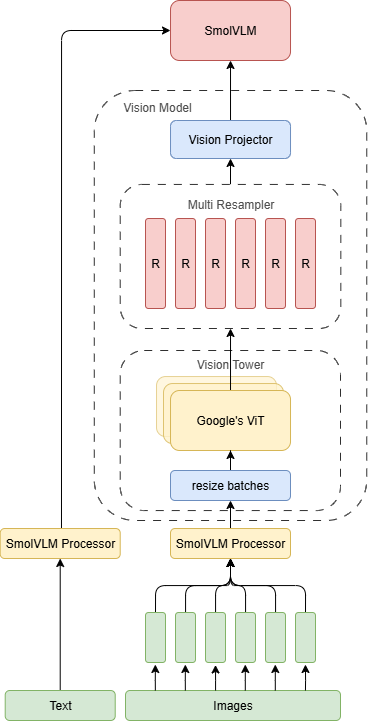 SmolVLM
Vision Model
Vision Projector
Multi Resampler
R R R R R R
Vision Tower
Google's ViT
resize batches
SmolVLM Processor
SmolVLM Processor
Text
Images